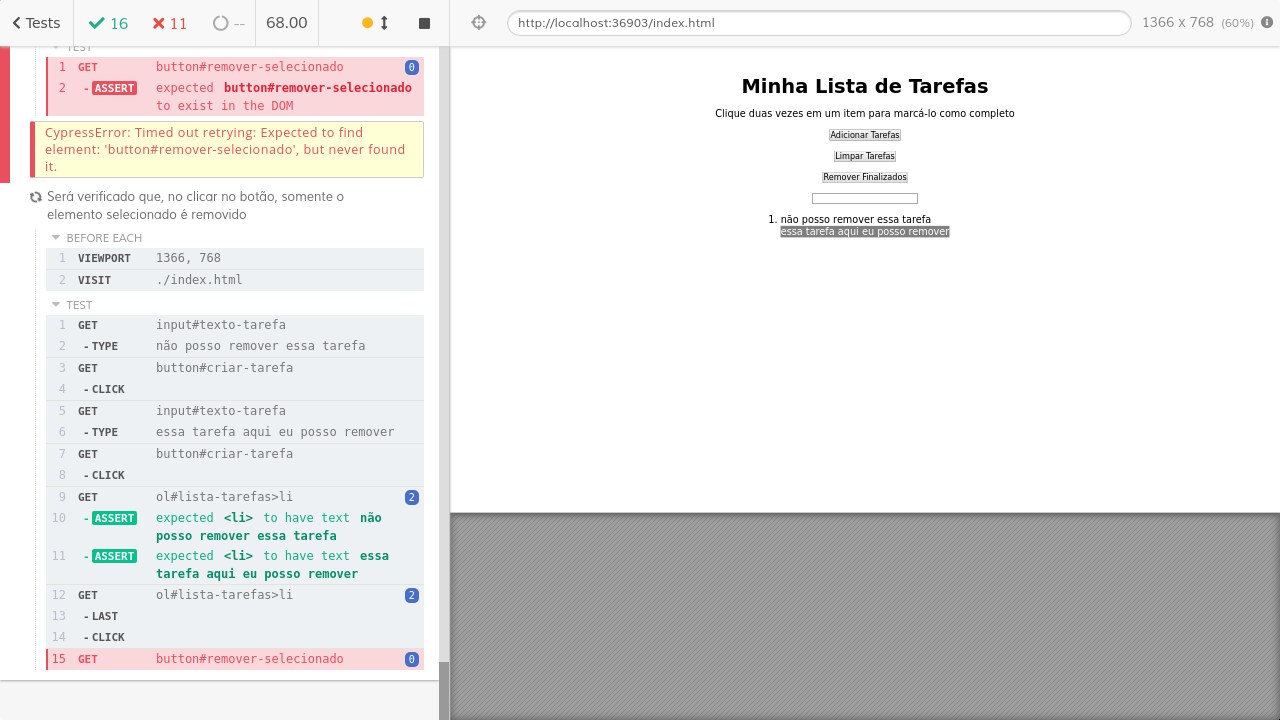 Tests
16
11
--
68.00
TEST
1 GET button#remover-selecionado 0
2 -ASSERT expected button#remover-selecionado
to exist in the DOM
CypressError: Timed out retrying: Expected to find
element: 'button#remover-selecionado', but never found
it.
Será verificado que, no clicar no botão, somente o
elemento selecionado é removido
BEFORE EACH
1 VIEWPORT 1366, 768
2 VISIT ./index.html
TEST
1 GET input#texto-tarefa
2 -TYPE não posso remover essa tarefa
3 GET button#criar-tarefa
4 -CLICK
5 GET input#texto-tarefa
6 -TYPE essa tarefa aqui eu posso remover
7 GET button#criar-tarefa
8 -CLICK
9 GET ol#lista-tarefas>li 2
10 -ASSERT expected <li> to have text não
posso remover essa tarefa
11 -ASSERT expected <li> to have text essa
tarefa aqui eu posso remover
12 GET ol#lista-tarefas>li 2
13 -LAST
14 -CLICK
15 GET button#remover-selecionado 0
http://localhost:36903/index.html
1366 x 768 (60%)
Minha Lista de Tarefas
Clique duas vezes em um item para marcá-lo como completo
Adicionar Tarefas
Limpar Tarefas
Remover Finalizados
1. não posso remover essa tarefa
essa tarefa aqui eu posso remover